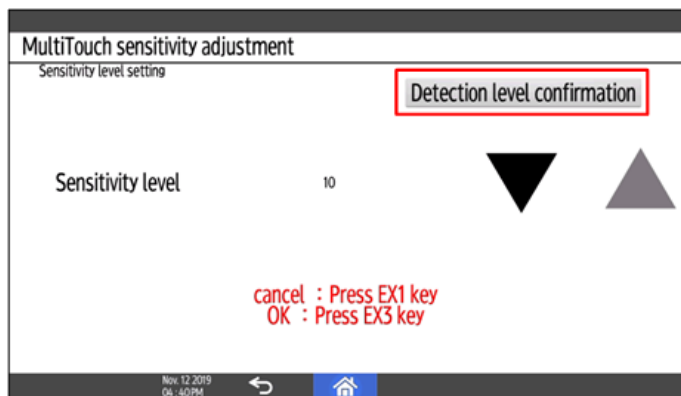 MultiTouch sensitivity adjustment
Sensitivity level setting
Detection level confirmation
Sensitivity level 10
cancel : Press EX1 key
OK : Press EX3 key
Nov. 12 2019
04 : 40 PM